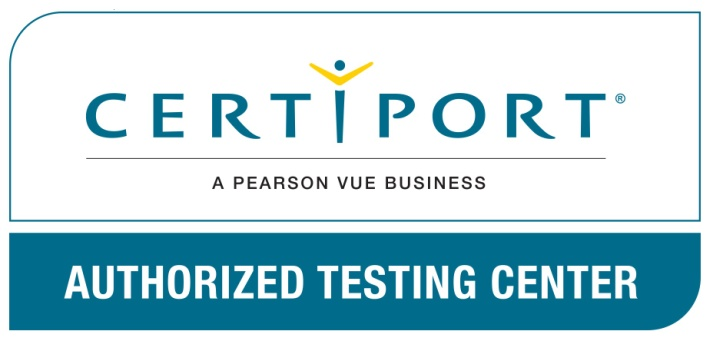 CERTIPORT®
A PEARSON VUE BUSINESS
AUTHORIZED TESTING CENTER